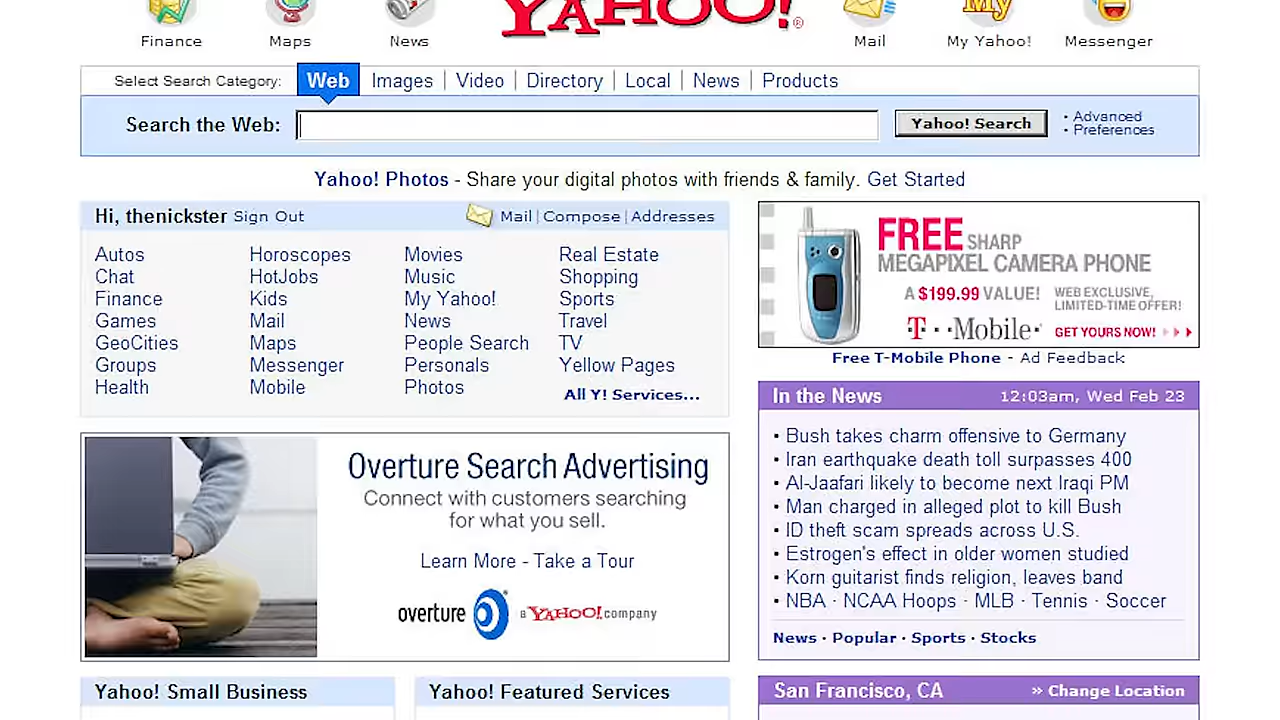 YAHOO!®
Finance Maps News Mail My Yahoo! Messenger
Select Search Category: Web Images Video Directory Local News Products
Search the Web: Yahoo! Search • Advanced
• Preferences
Yahoo! Photos - Share your digital photos with friends & family. Get Started
Hi, thenickster Sign Out Mail | Compose | Addresses
Autos Horoscopes Movies Real Estate
Chat HotJobs Music Shopping
Finance Kids My Yahoo! Sports
Games Mail News Travel
GeoCities Maps People Search TV
Groups Messenger Personals Yellow Pages
Health Mobile Photos All Y! Services...
FREE SHARP
MEGAPIXEL CAMERA PHONE
A $199.99 VALUE! WEB EXCLUSIVE,
LIMITED-TIME OFFER!
T··Mobile· GET YOURS NOW!
Free T-Mobile Phone - Ad Feedback
Overture Search Advertising
Connect with customers searching
for what you sell.
Learn More - Take a Tour
overture a YAHOO! company
In the News 12:03am, Wed Feb 23
• Bush takes charm offensive to Germany
• Iran earthquake death toll surpasses 400
• Al-Jaafari likely to become next Iraqi PM
• Man charged in alleged plot to kill Bush
• ID theft scam spreads across U.S.
• Estrogen's effect in older women studied
• Korn guitarist finds religion, leaves band
• NBA · NCAA Hoops · MLB · Tennis · Soccer
News · Popular · Sports · Stocks
Yahoo! Small Business Yahoo! Featured Services
San Francisco, CA » Change Location